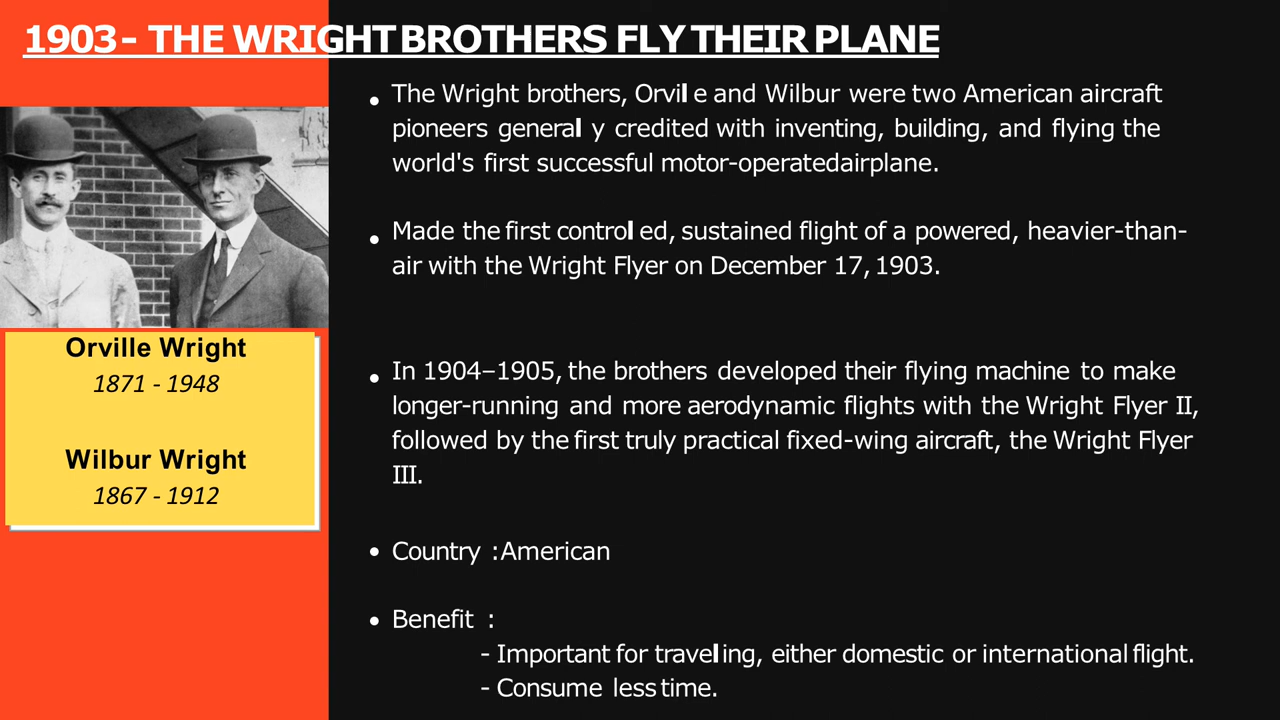 1903- THE WRIGHT BROTHERS FLY THEIR PLANE
Orville Wright
1871 - 1948
Wilbur Wright
1867 - 1912
• The Wright brothers, Orvil e and Wilbur were two American aircraft
pioneers general y credited with inventing, building, and flying the
world's first successful motor-operatedairplane.
• Made the first control ed, sustained flight of a powered, heavier-than-
air with the Wright Flyer on December 17, 1903.
• In 1904–1905, the brothers developed their flying machine to make
longer-running and more aerodynamic flights with the Wright Flyer II,
followed by the first truly practical fixed-wing aircraft, the Wright Flyer
III.
• Country :American
• Benefit :
- Important for travel ing, either domestic or international flight.
- Consume less time.